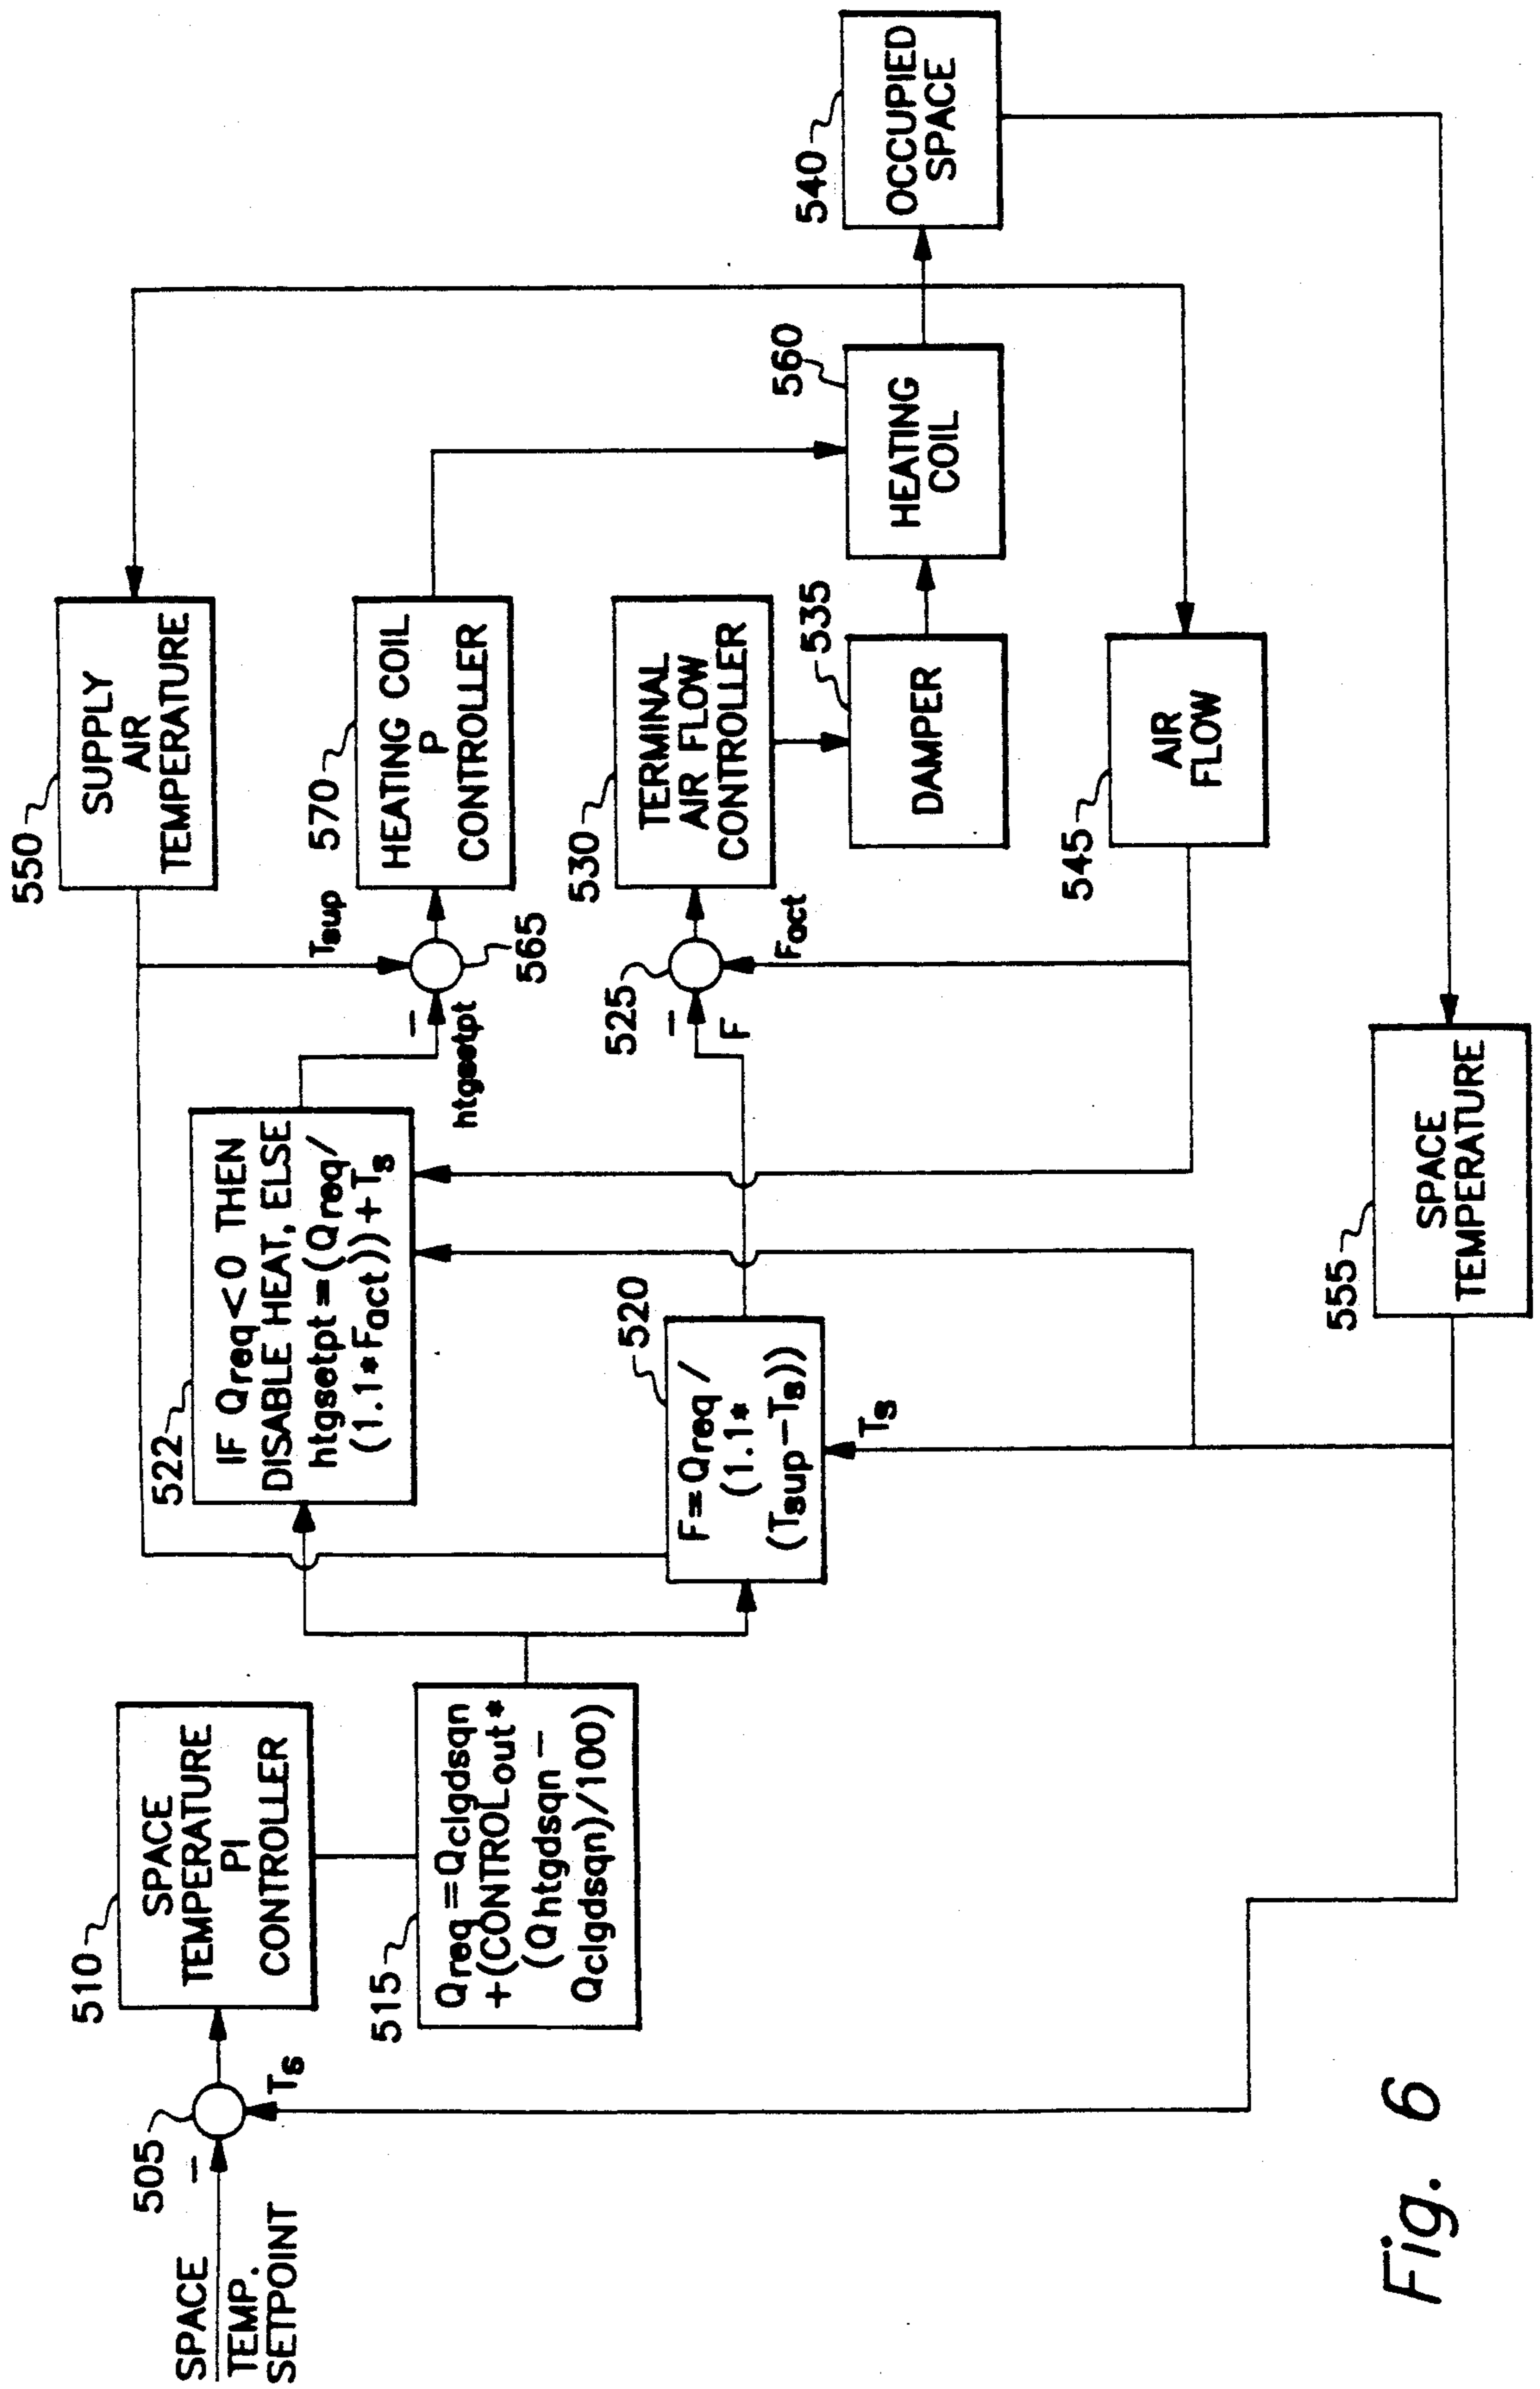 550
SUPPLY
AIR
TEMPERATURE
570
HEATING COIL
P
CONTROLLER
530
TERMINAL
AIR FLOW
CONTROLLER
535
DAMPER
560
HEATING
COIL
540
OCCUPIED
SPACE
545
AIR
FLOW
555
SPACE
TEMPERATURE
Tsup
565
–
htgsetpt
525
–
F
Fact
522
IF Qreq<0 THEN
DISABLE HEAT, ELSE
htgsetpt=(Qreq/
(1.1*Fact))+Ts
520
F=Qreq/
(1.1*
(Tsup-Ts))
Ts
510
SPACE
TEMPERATURE
PI
CONTROLLER
515
Qreq=Qclgdsqn
+(CONTROLout*
(Qhtgdsqn-
Qclgdsqn)/100)
505
–
Ts
SPACE
TEMP.
SETPOINT
Fig. 6